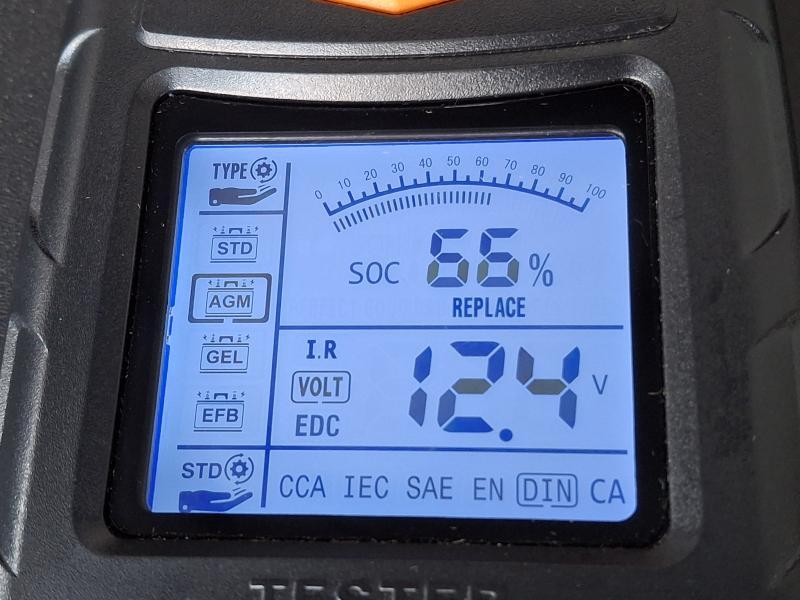 TYPE
0 10 20 30 40 50 60 70 80 90 100
STD
SOC 66 %
AGM
REPLACE
GEL
I.R
VOLT 12.4 V
EFB
EDC
STD
CCA IEC SAE EN DIN CA
TESTER